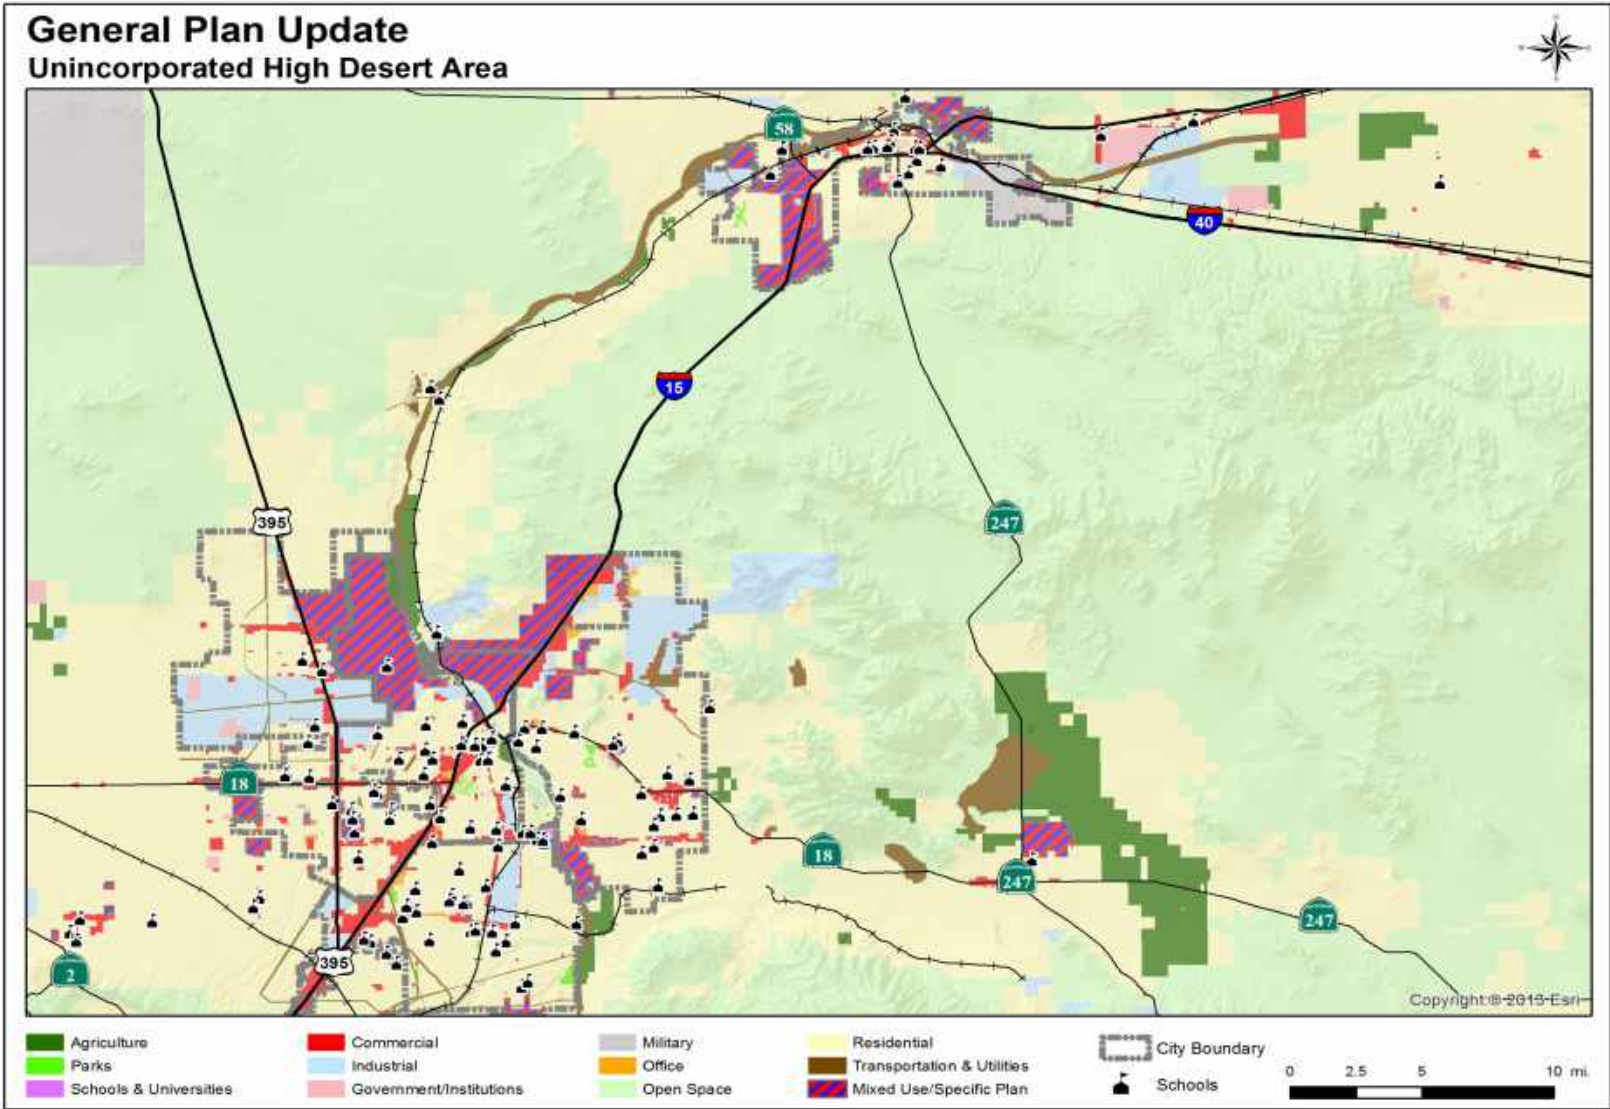 General Plan Update
Unincorporated High Desert Area
58
40
15
395
247
18
18
247
247
395
2
Copyright:© 2013 Esri
Agriculture
Commercial
Military
Residential
City Boundary
Parks
Industrial
Office
Transportation & Utilities
Schools & Universities
Government/Institutions
Open Space
Mixed Use/Specific Plan
Schools
0 2.5 5 10 mi.